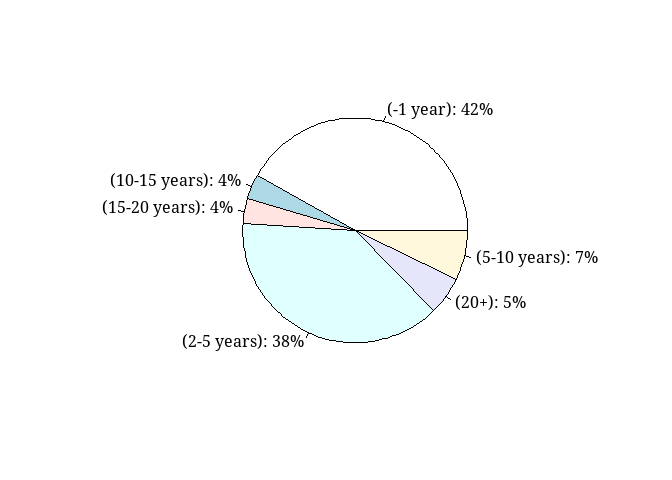 (-1 year): 42%
(10-15 years): 4%
(15-20 years): 4%
(5-10 years): 7%
(20+): 5%
(2-5 years): 38%